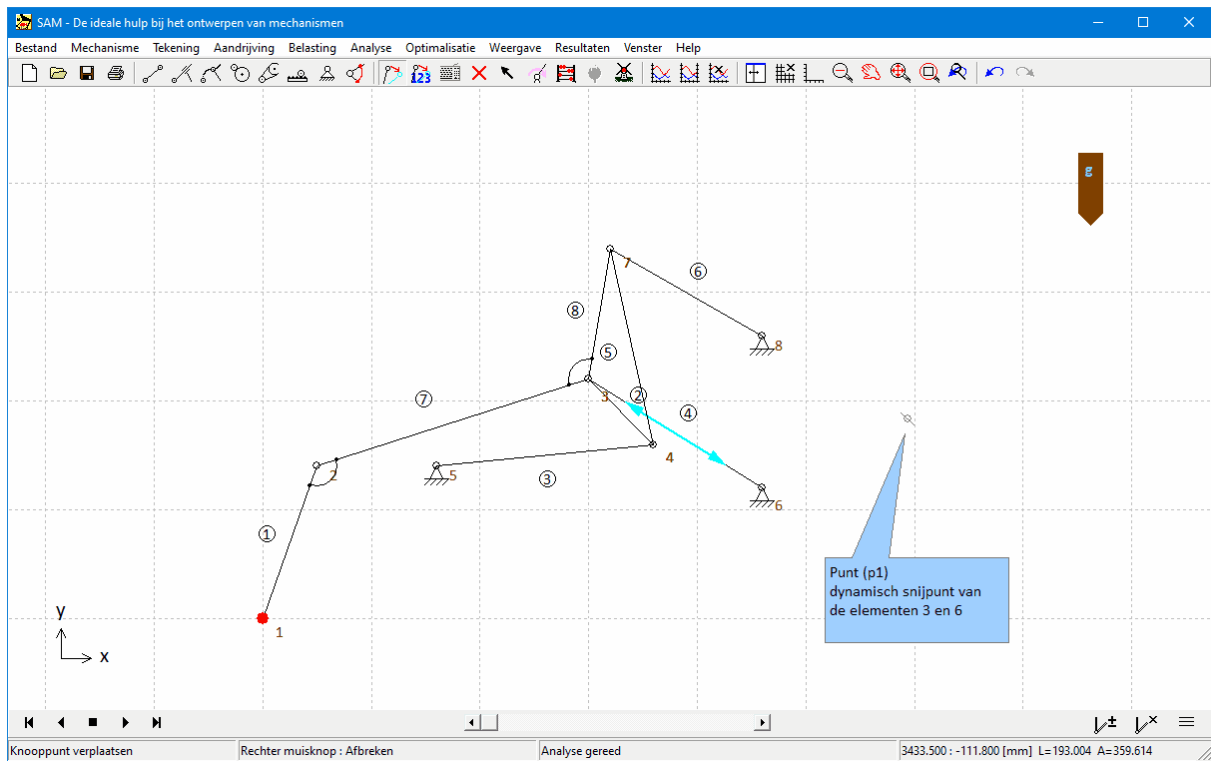 SAM - De ideale hulp bij het ontwerpen van mechanismen
Bestand Mechanisme Tekening Aandrijving Belasting Analyse Optimalisatie Weergave Resultaten Venster Help
123
g
7
6
8
8
5
3
2
4
7
4
2
5
3
6
1
Punt (p1)
dynamisch snijpunt van
de elementen 3 en 6
y
1
x
Knooppunt verplaatsen
Rechter muisknop : Afbreken
Analyse gereed
3433.500 : -111.800 [mm] L=193.004 A=359.614